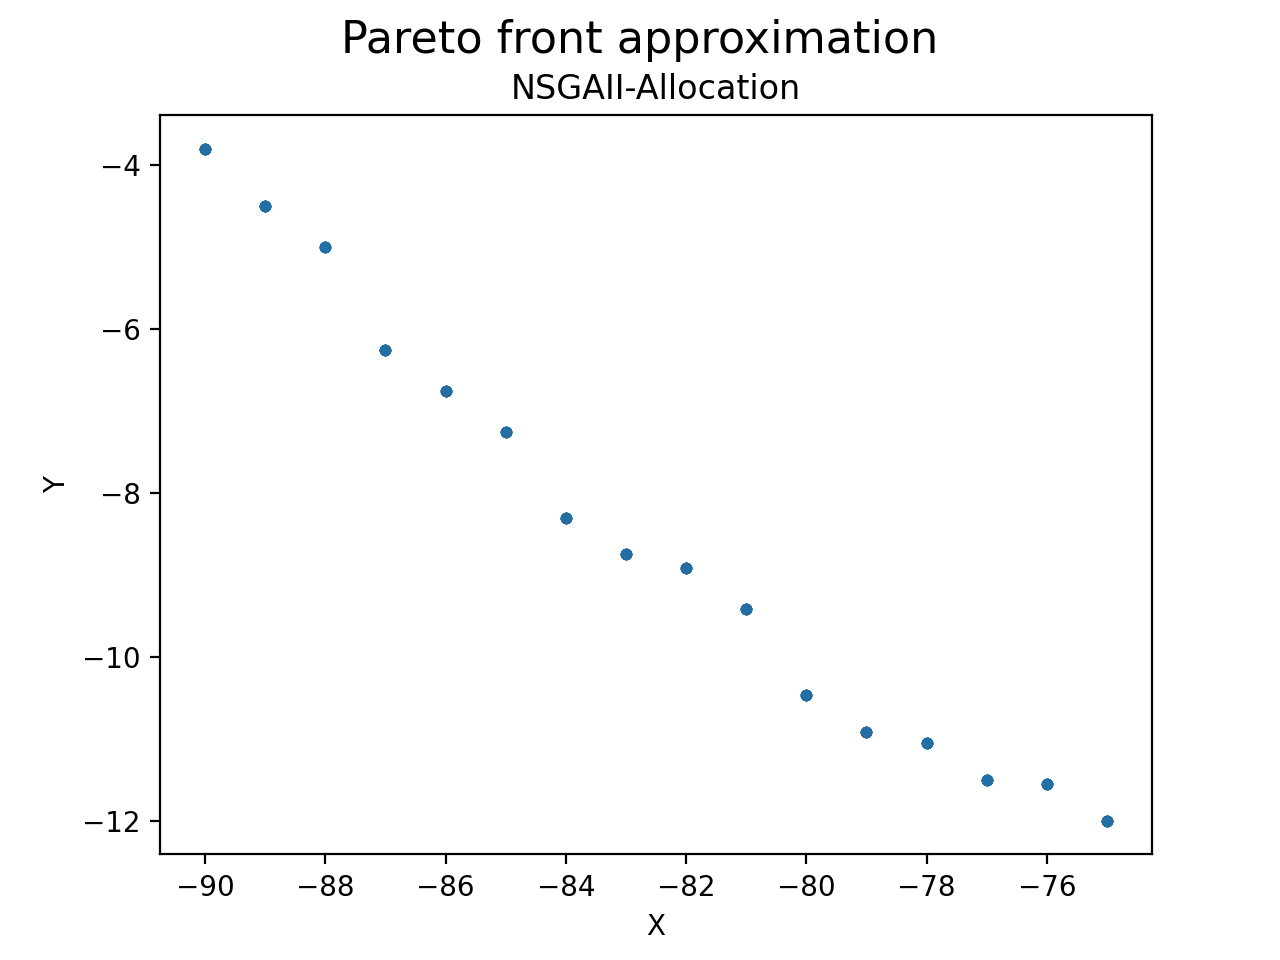 Pareto front approximation
NSGAII-Allocation
−4
−6
−8
−10
−12
Y
−90 −88 −86 −84 −82 −80 −78 −76
X